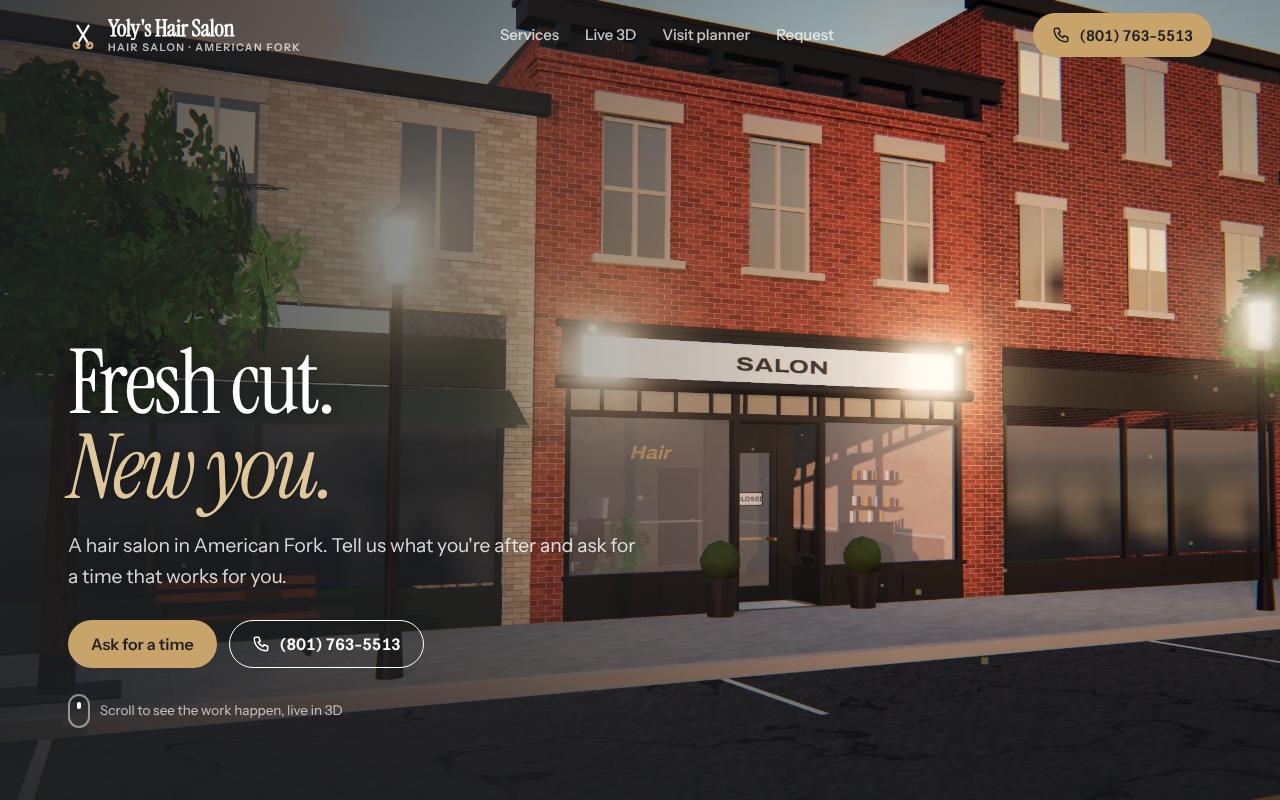 Yoly's Hair Salon
HAIR SALON · AMERICAN FORK
Services
Live 3D
Visit planner
Request
(801) 763-5513
SALON
Hair
Fresh cut.
New you.
A hair salon in American Fork. Tell us what you're after and ask for
a time that works for you.
Ask for a time
(801) 763-5513
Scroll to see the work happen, live in 3D